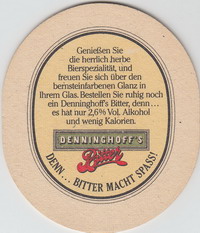 Genießen Sie
die herrlich herbe
Bierspezialität, und
freuen Sie sich über den
bernsteinfarbenen Glanz in
Ihrem Glas. Bestellen Sie ruhig noch
ein Denninghoff's Bitter, denn...
es hat nur 2,6% Vol. Alkohol
und wenig Kalorien.
DENNINGHOFF'S
Bitter
DENN... BITTER MACHT SPASS!